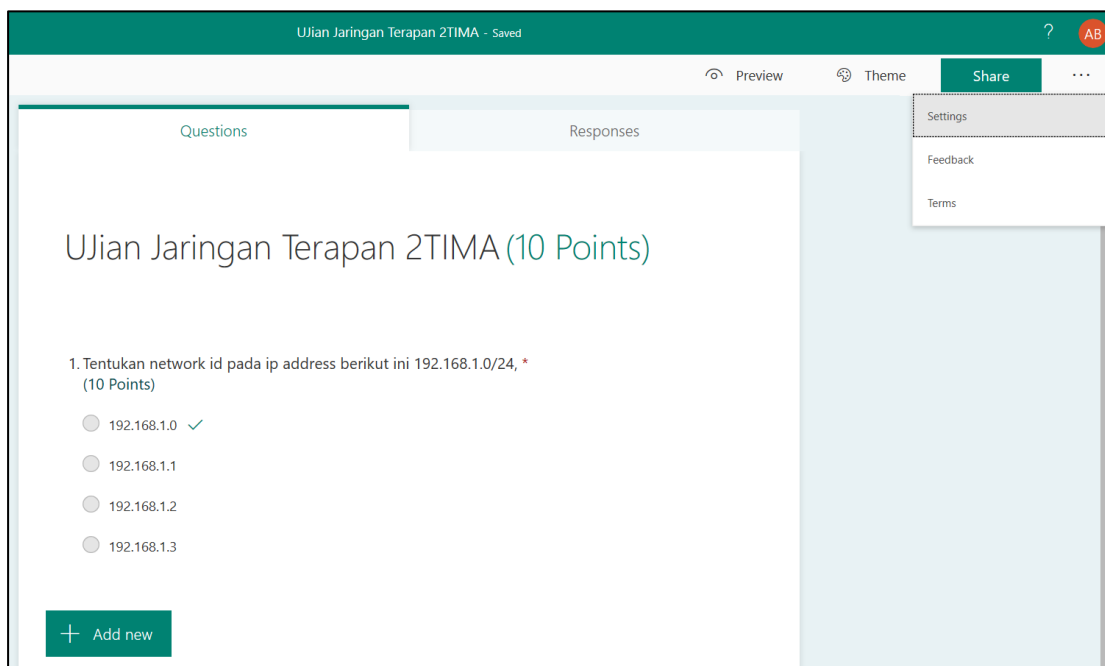 UJian Jaringan Terapan 2TIMA - Saved
?
AB
Preview
Theme
Share
...
Settings
Feedback
Terms
Questions
Responses
UJian Jaringan Terapan 2TIMA (10 Points)
1. Tentukan network id pada ip address berikut ini 192.168.1.0/24, *
(10 Points)
192.168.1.0
192.168.1.1
192.168.1.2
192.168.1.3
+ Add new